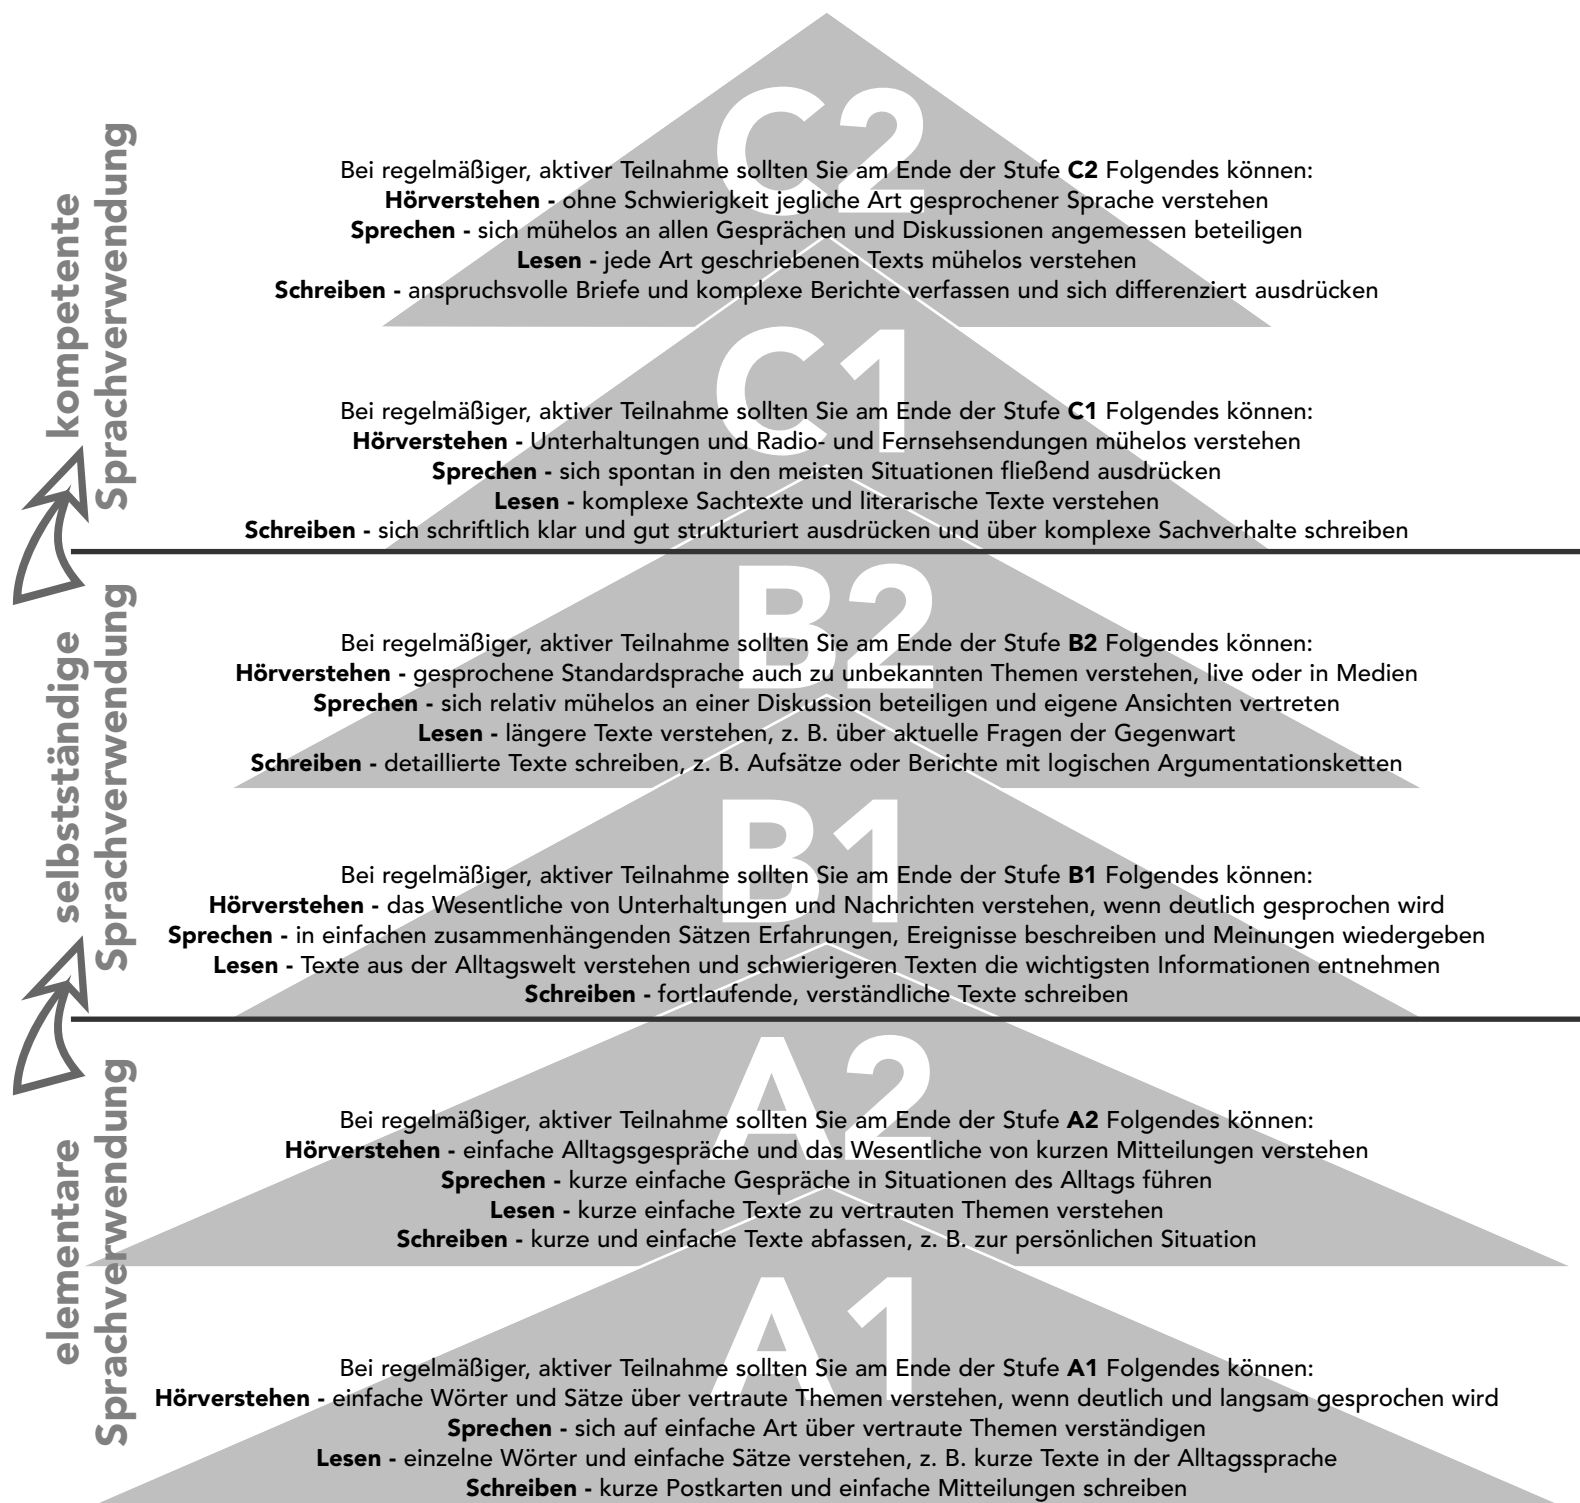 kompetente
Sprachverwendung
C2
Bei regelmäßiger, aktiver Teilnahme sollten Sie am Ende der Stufe C2 Folgendes können:
Hörverstehen - ohne Schwierigkeit jegliche Art gesprochener Sprache verstehen
Sprechen - sich mühelos an allen Gesprächen und Diskussionen angemessen beteiligen
Lesen - jede Art geschriebenen Texts mühelos verstehen
Schreiben - anspruchsvolle Briefe und komplexe Berichte verfassen und sich differenziert ausdrücken
C1
Bei regelmäßiger, aktiver Teilnahme sollten Sie am Ende der Stufe C1 Folgendes können:
Hörverstehen - Unterhaltungen und Radio- und Fernsehsendungen mühelos verstehen
Sprechen - sich spontan in den meisten Situationen fließend ausdrücken
Lesen - komplexe Sachtexte und literarische Texte verstehen
Schreiben - sich schriftlich klar und gut strukturiert ausdrücken und über komplexe Sachverhalte schreiben
selbstständige
Sprachverwendung
B2
Bei regelmäßiger, aktiver Teilnahme sollten Sie am Ende der Stufe B2 Folgendes können:
Hörverstehen - gesprochene Standardsprache auch zu unbekannten Themen verstehen, live oder in Medien
Sprechen - sich relativ mühelos an einer Diskussion beteiligen und eigene Ansichten vertreten
Lesen - längere Texte verstehen, z. B. über aktuelle Fragen der Gegenwart
Schreiben - detaillierte Texte schreiben, z. B. Aufsätze oder Berichte mit logischen Argumentationsketten
B1
Bei regelmäßiger, aktiver Teilnahme sollten Sie am Ende der Stufe B1 Folgendes können:
Hörverstehen - das Wesentliche von Unterhaltungen und Nachrichten verstehen, wenn deutlich gesprochen wird
Sprechen - in einfachen zusammenhängenden Sätzen Erfahrungen, Ereignisse beschreiben und Meinungen wiedergeben
Lesen - Texte aus der Alltagswelt verstehen und schwierigeren Texten die wichtigsten Informationen entnehmen
Schreiben - fortlaufende, verständliche Texte schreiben
elementare
Sprachverwendung
A2
Bei regelmäßiger, aktiver Teilnahme sollten Sie am Ende der Stufe A2 Folgendes können:
Hörverstehen - einfache Alltagsgespräche und das Wesentliche von kurzen Mitteilungen verstehen
Sprechen - kurze einfache Gespräche in Situationen des Alltags führen
Lesen - kurze einfache Texte zu vertrauten Themen verstehen
Schreiben - kurze und einfache Texte abfassen, z. B. zur persönlichen Situation
A1
Bei regelmäßiger, aktiver Teilnahme sollten Sie am Ende der Stufe A1 Folgendes können:
Hörverstehen - einfache Wörter und Sätze über vertraute Themen verstehen, wenn deutlich und langsam gesprochen wird
Sprechen - sich auf einfache Art über vertraute Themen verständigen
Lesen - einzelne Wörter und einfache Sätze verstehen, z. B. kurze Texte in der Alltagssprache
Schreiben - kurze Postkarten und einfache Mitteilungen schreiben